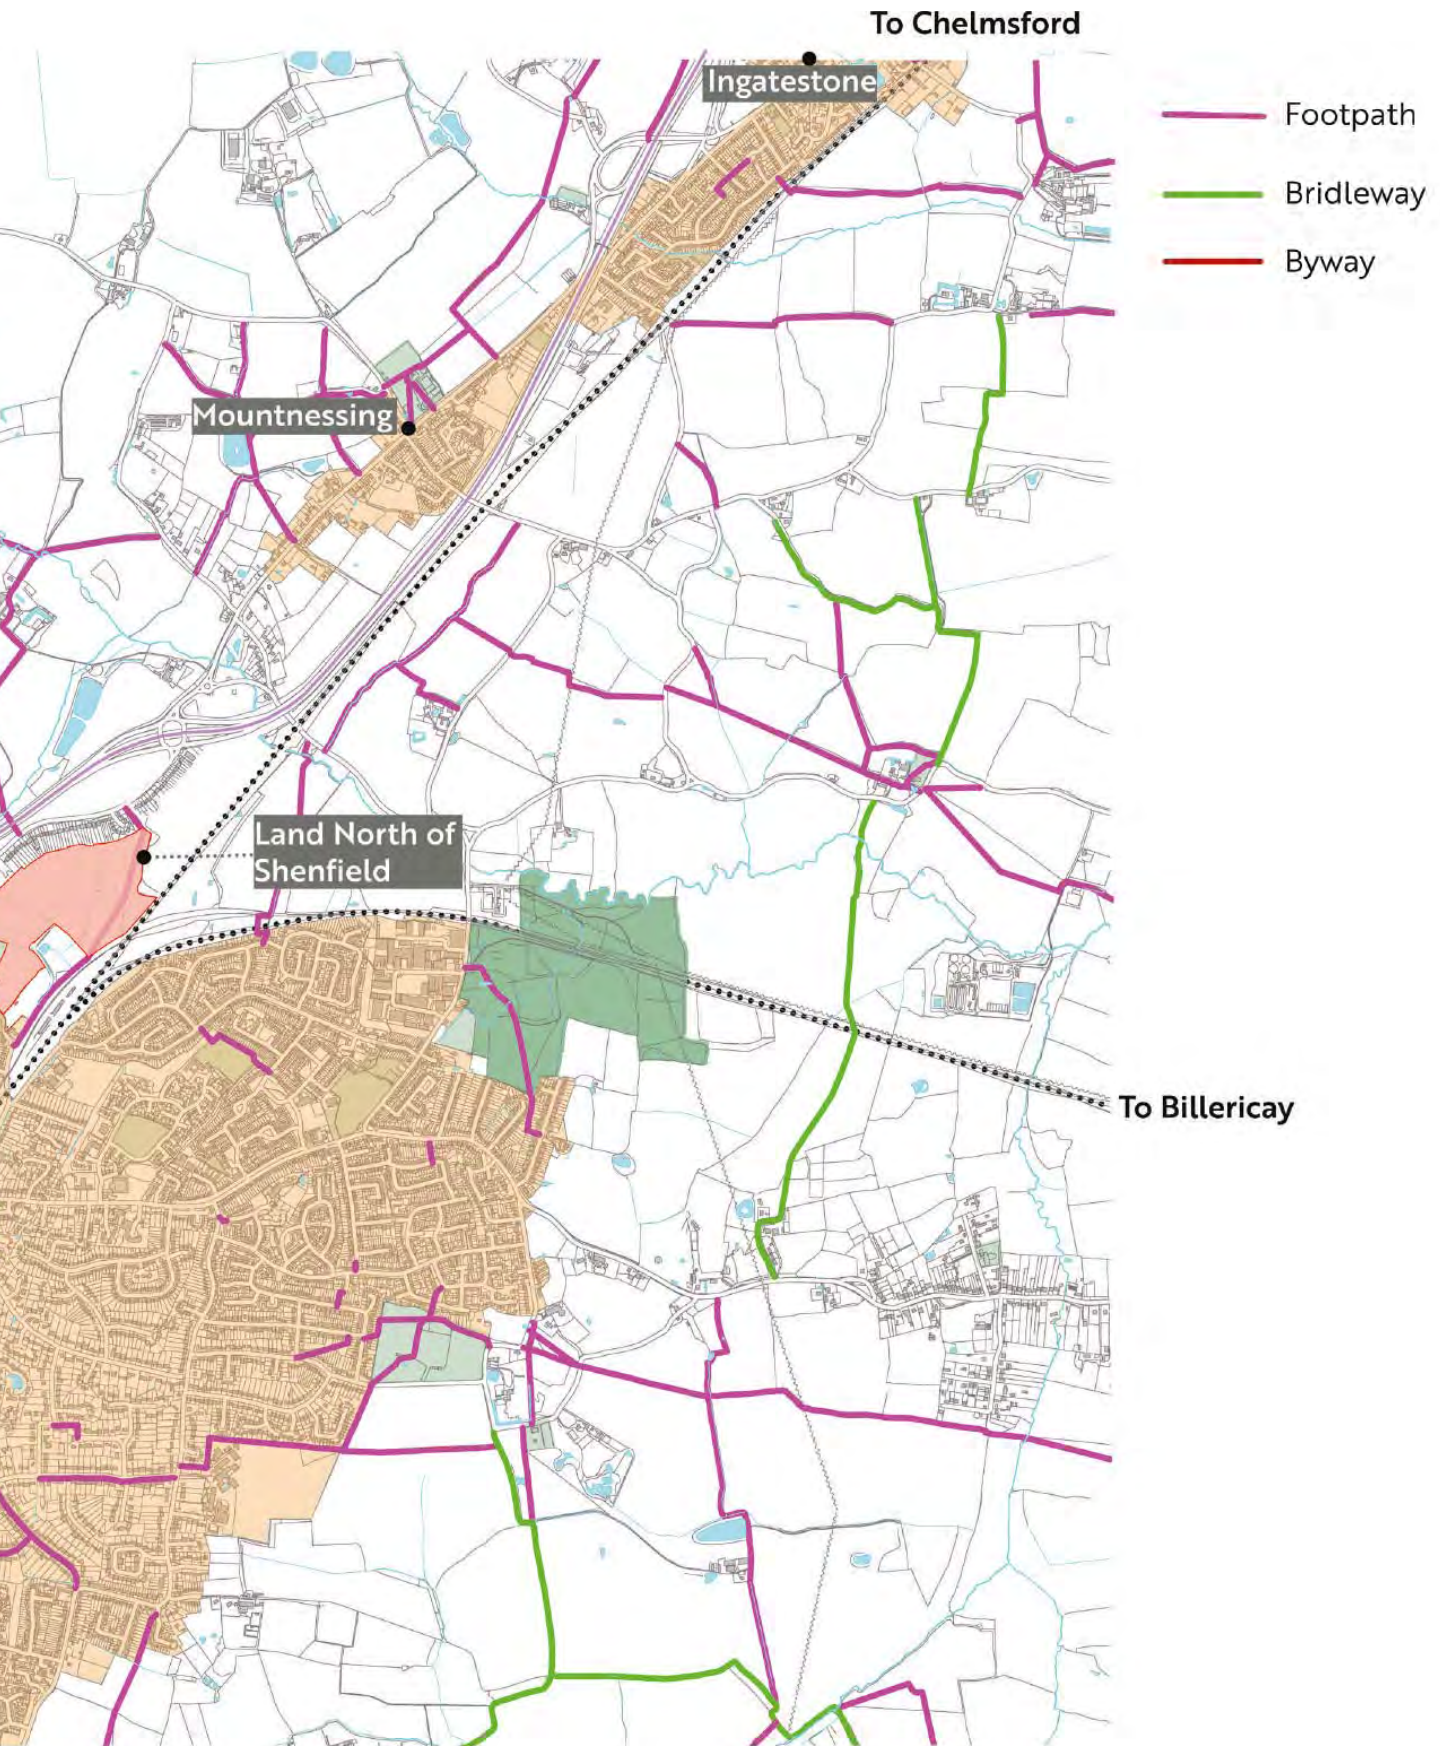 To Chelmsford
Ingatestone
Footpath
Bridleway
Byway
Mountnessing
Land North of
Shenfield
To Billericay